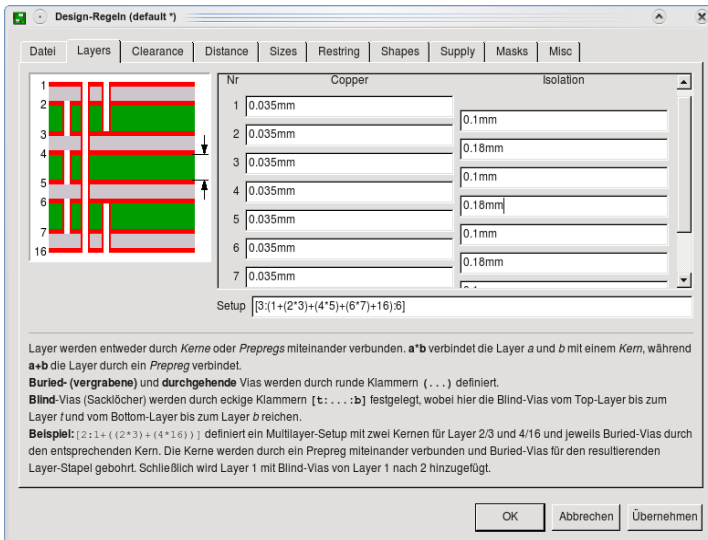 Design-Regeln (default *)
Datei Layers Clearance Distance Sizes Restring Shapes Supply Masks Misc
Nr Copper Isolation
1
2
3
4
5
6
7
16
1 0.035mm
0.1mm
2 0.035mm
0.18mm
3 0.035mm
0.1mm
4 0.035mm
0.18mm
5 0.035mm
0.1mm
6 0.035mm
0.18mm
7 0.035mm
Setup [3:(1+(2*3)+(4*5)+(6*7)+16):6]
Layer werden entweder durch Kerne oder Prepregs miteinander verbunden. a*b verbindet die Layer a und b mit einem Kern, während
a+b die Layer durch ein Prepreg verbindet.
Buried- (vergrabene) und durchgehende Vias werden durch runde Klammern (...) definiert.
Blind-Vias (Sacklöcher) werden durch eckige Klammern [t:...:b] festgelegt, wobei hier die Blind-Vias vom Top-Layer bis zum
Layer t und vom Bottom-Layer bis zum Layer b reichen.
Beispiel: [2:1+((2*3)+(4*16))] definiert ein Multilayer-Setup mit zwei Kernen für Layer 2/3 und 4/16 und jeweils Buried-Vias durch
den entsprechenden Kern. Die Kerne werden durch ein Prepreg miteinander verbunden und Buried-Vias für den resultierenden
Layer-Stapel gebohrt. Schließlich wird Layer 1 mit Blind-Vias von Layer 1 nach 2 hinzugefügt.
OK Abbrechen Übernehmen